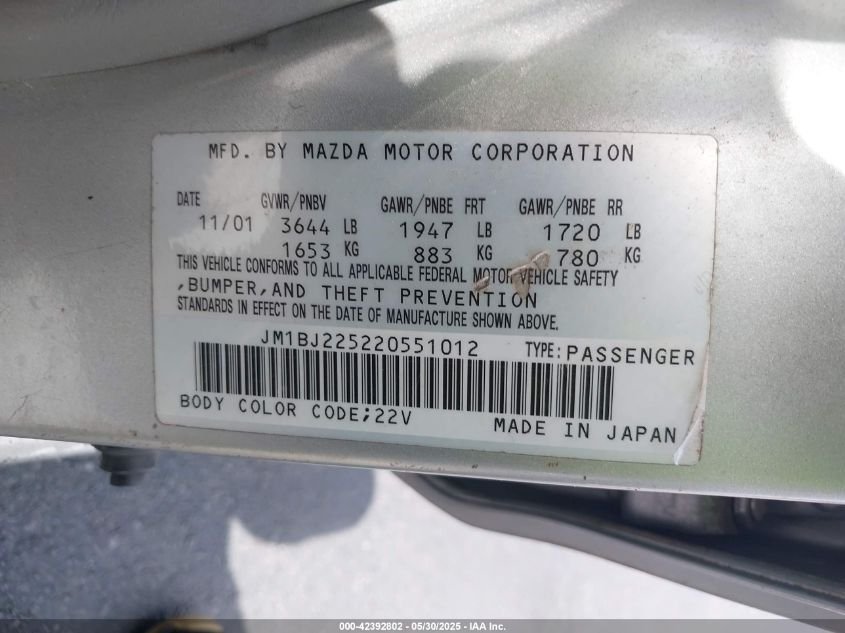 MFD. BY MAZDA MOTOR CORPORATION
DATE GVWR/PNBV GAWR/PNBE FRT GAWR/PNBE RR
11/01 3644 LB 1947 LB 1720 LB
1653 KG 883 KG 780 KG
THIS VEHICLE CONFORMS TO ALL APPLICABLE FEDERAL MOTOR VEHICLE SAFETY
,BUMPER,AND THEFT PREVENTION
STANDARDS IN EFFECT ON THE DATE OF MANUFACTURE SHOWN ABOVE.
JM1BJ225220551012 TYPE:PASSENGER
BODY COLOR CODE;22V
MADE IN JAPAN
000-42392802 - 05/30/2025 - IAA Inc.